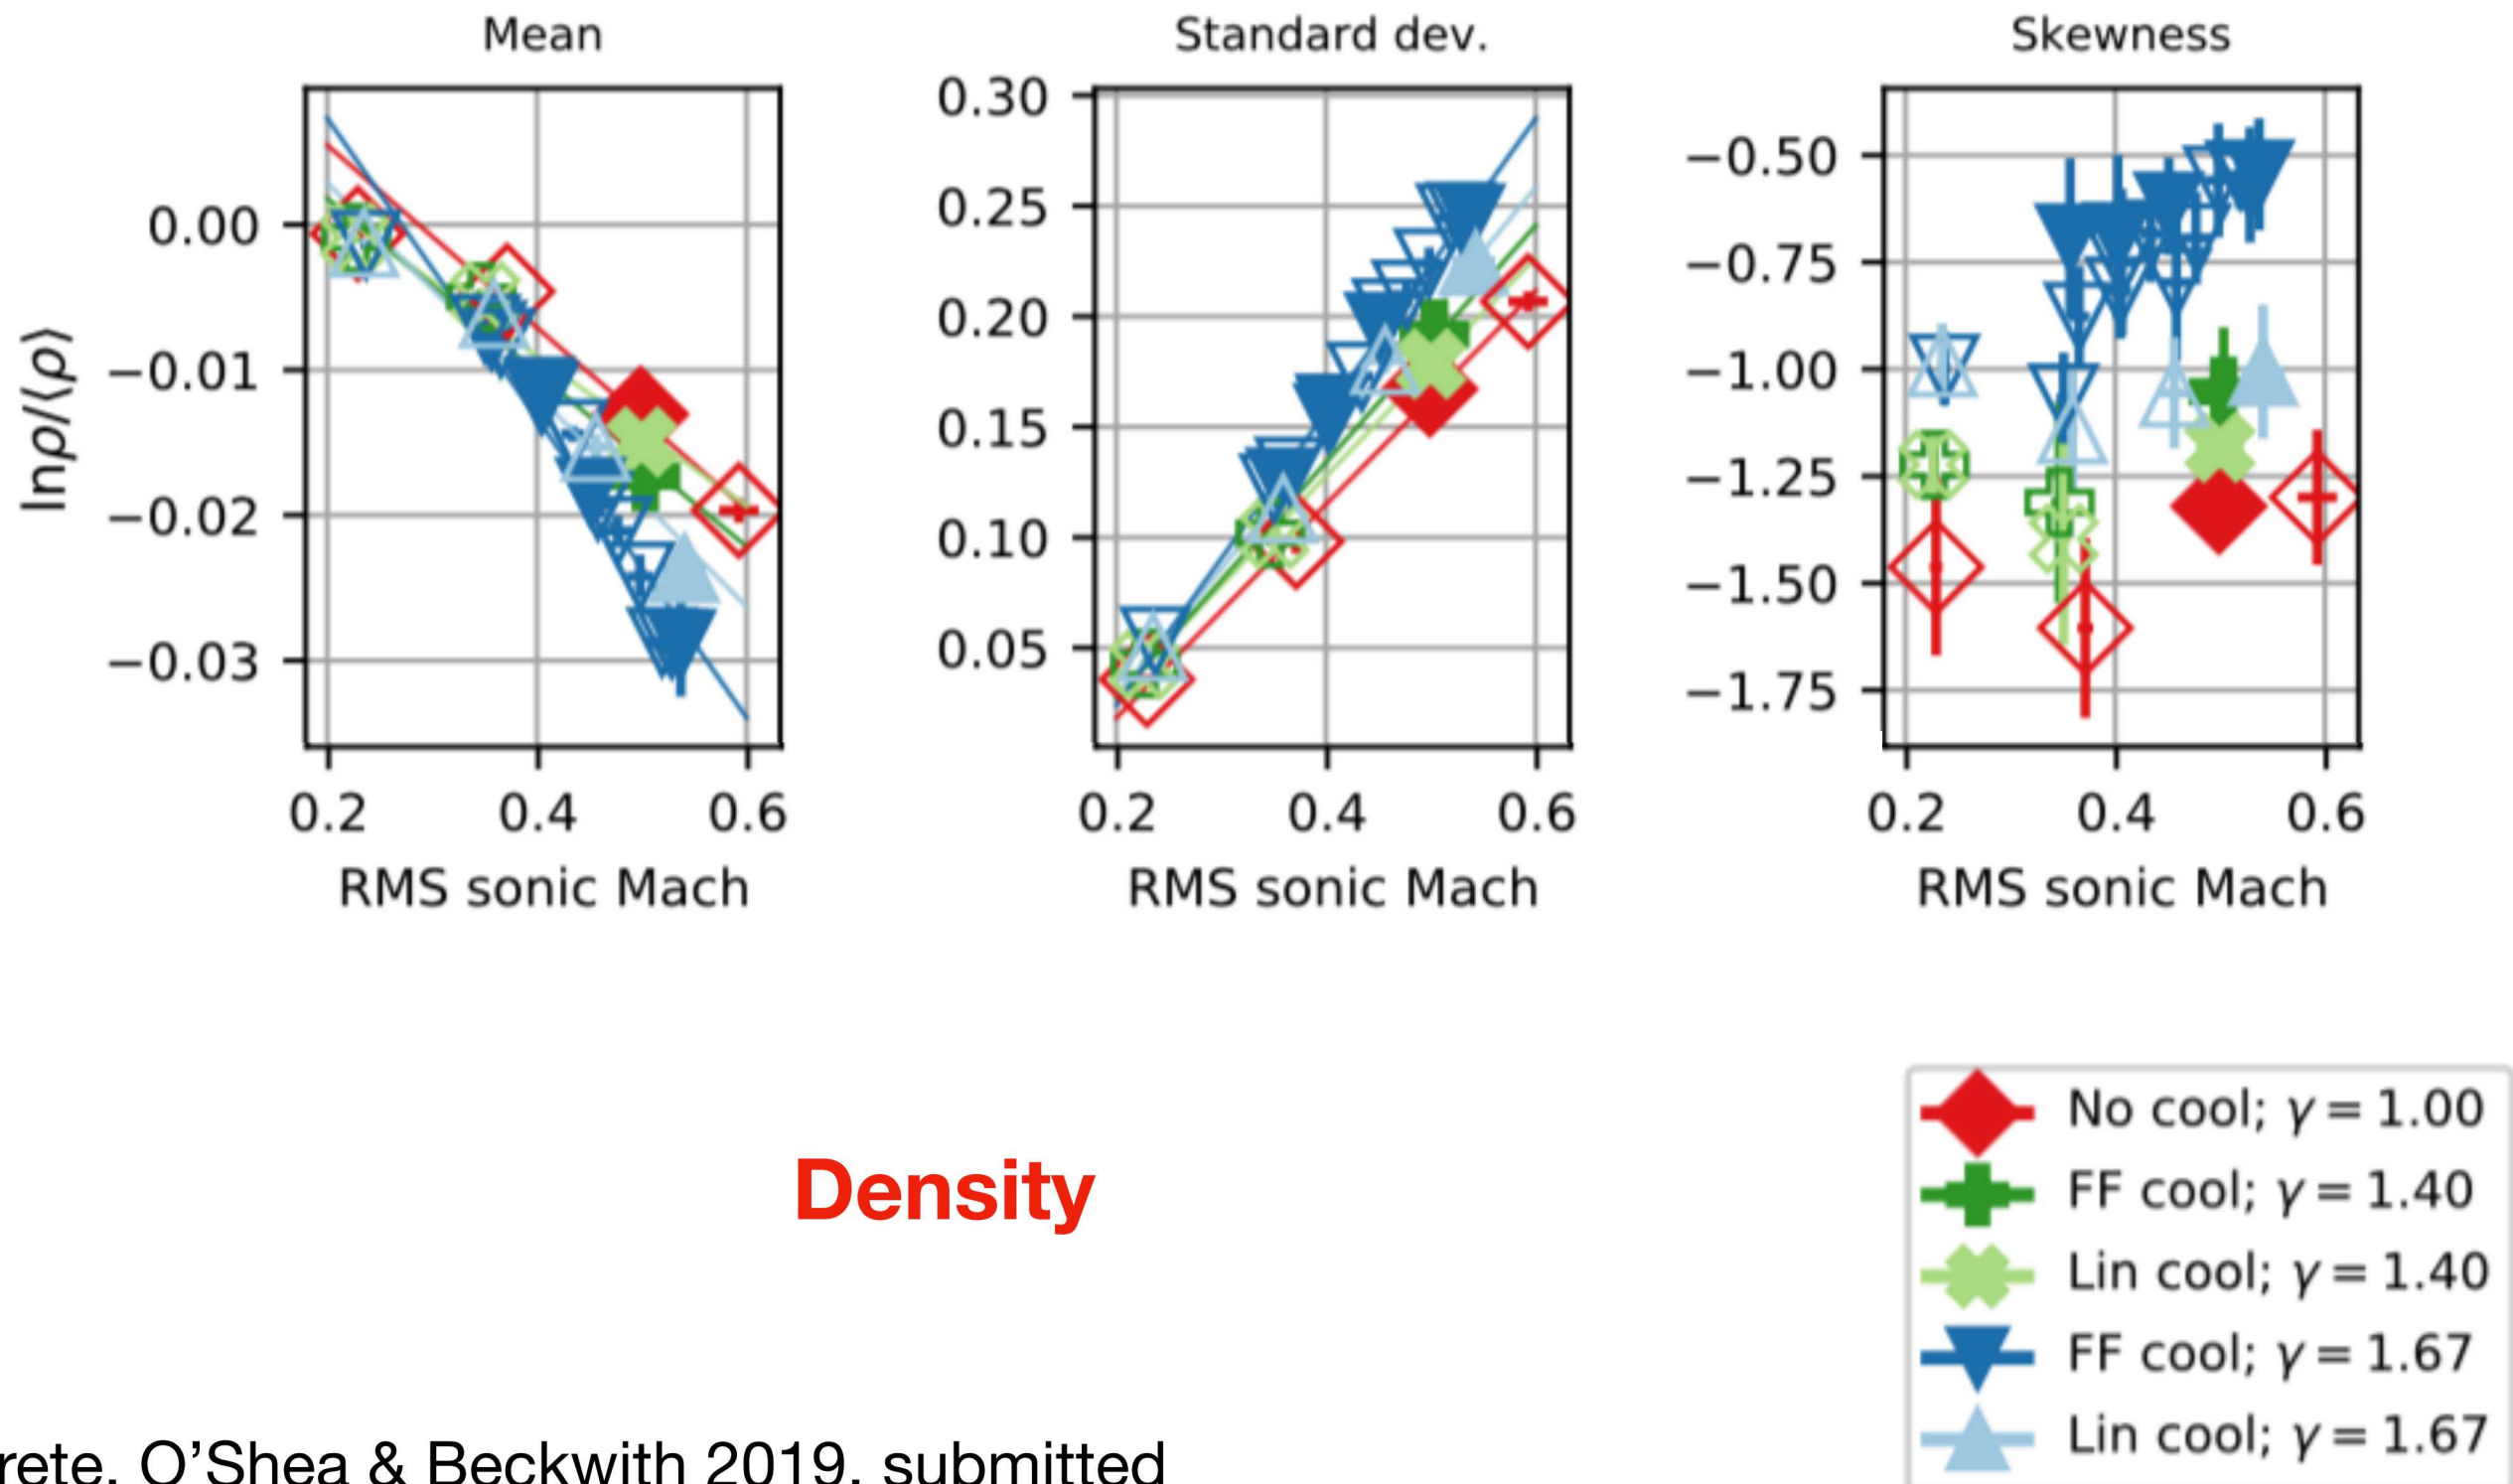 Mean
Standard dev.
Skewness
ln ρ/⟨ρ⟩
0.00
−0.01
−0.02
−0.03
0.2 0.4 0.6
RMS sonic Mach
0.30
0.25
0.20
0.15
0.10
0.05
0.2 0.4 0.6
RMS sonic Mach
−0.50
−0.75
−1.00
−1.25
−1.50
−1.75
0.2 0.4 0.6
RMS sonic Mach
Density
No cool; γ = 1.00
FF cool; γ = 1.40
Lin cool; γ = 1.40
FF cool; γ = 1.67
Lin cool; γ = 1.67
rete, O’Shea & Beckwith 2019, submitted